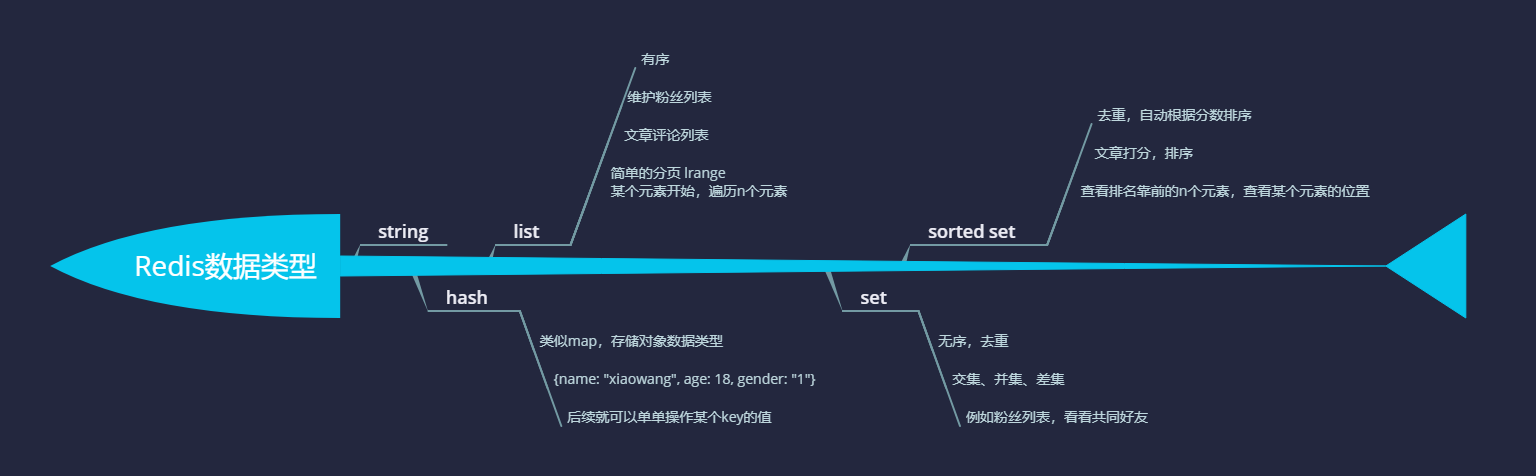 Redis数据类型
string
hash
类似map，存储对象数据类型
{name: "xiaowang", age: 18, gender: "1"}
后续就可以单单操作某个key的值
list
有序
维护粉丝列表
文章评论列表
简单的分页 lrange
某个元素开始，遍历n个元素
set
无序，去重
交集、并集、差集
例如粉丝列表，看看共同好友
sorted set
去重，自动根据分数排序
文章打分，排序
查看排名靠前的n个元素，查看某个元素的位置